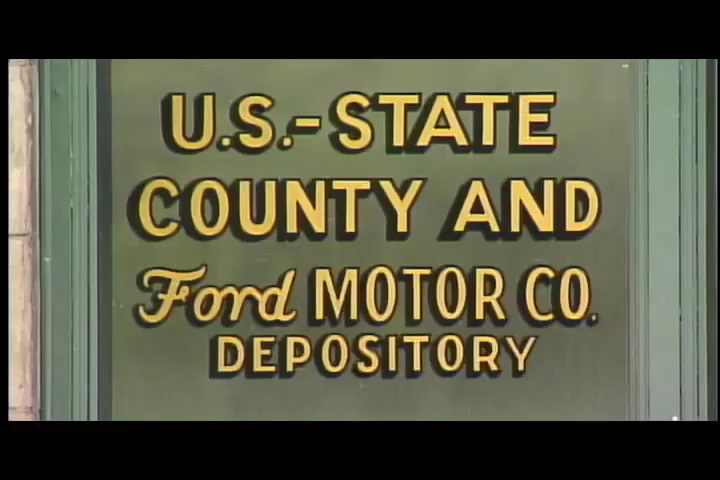 U.S.-STATE
COUNTY AND
Ford MOTOR CO.
DEPOSITORY